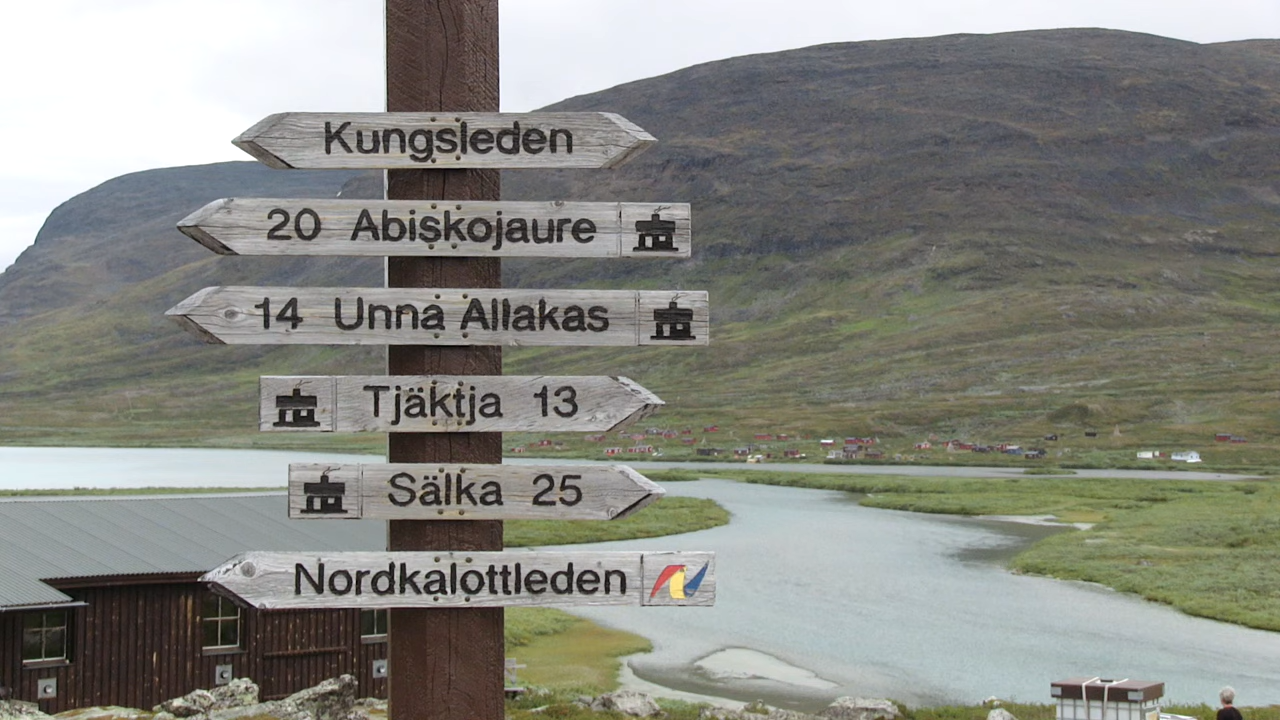 Kungsleden
20 Abiskojaure
14 Unna Allakas
Tjäktja 13
Sälka 25
Nordkalottleden